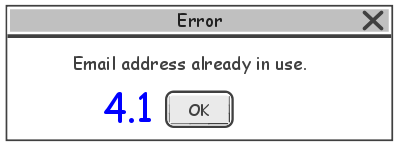 Error
Email address already in use.
4.1 OK